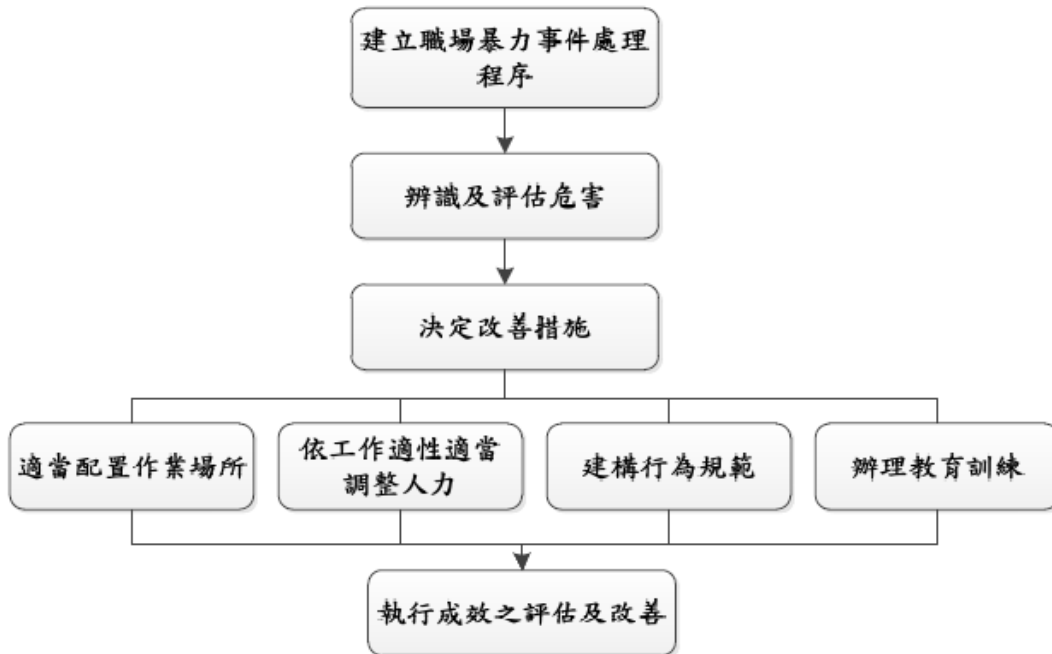 建立職場暴力事件處理
程序
辨識及評估危害
決定改善措施
適當配置作業場所
依工作適性適當
調整人力
建構行為規範
辦理教育訓練
執行成效之評估及改善